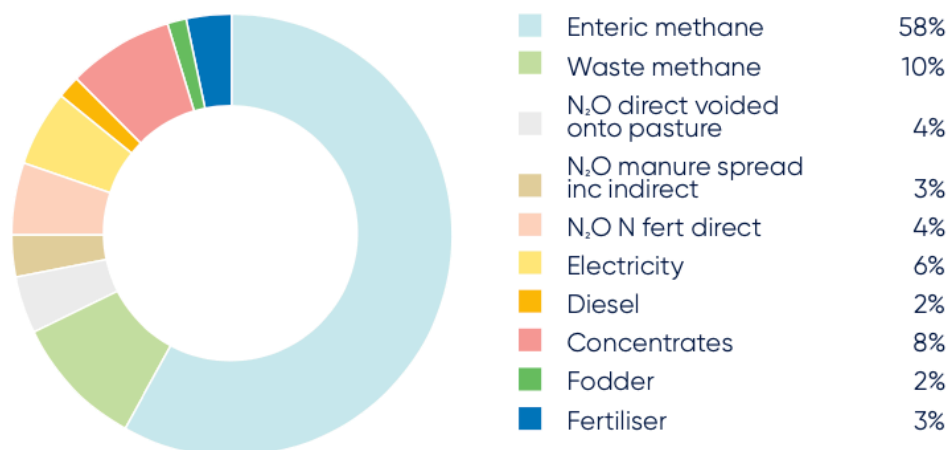 Enteric methane 58%
Waste methane 10%
N₂O direct voided
onto pasture 4%
N₂O manure spread
inc indirect 3%
N₂O N fert direct 4%
Electricity 6%
Diesel 2%
Concentrates 8%
Fodder 2%
Fertiliser 3%